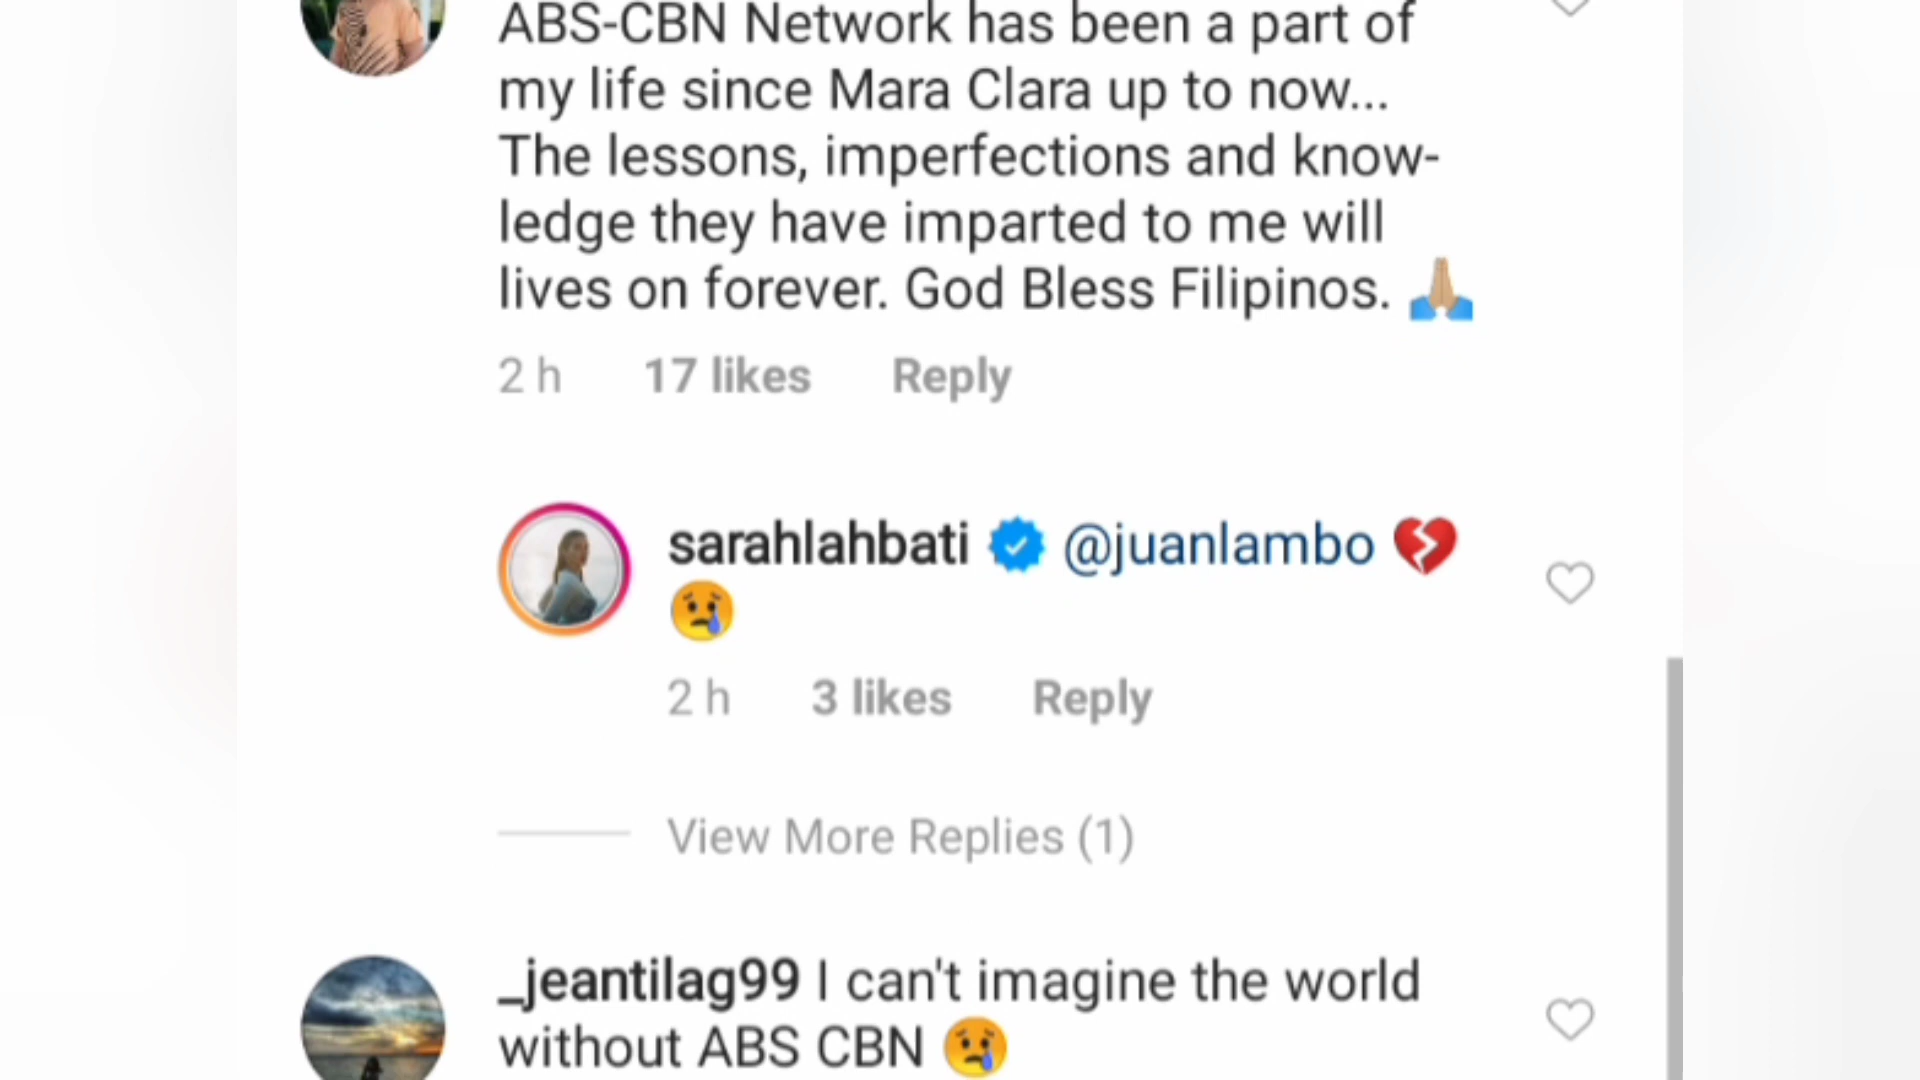 ABS-CBN Network has been a part of
my life since Mara Clara up to now...
The lessons, imperfections and know-
ledge they have imparted to me will
lives on forever. God Bless Filipinos. 🙏🏼
2 h 17 likes Reply
sarahlahbati @juanlambo 💔
😢
2 h 3 likes Reply
View More Replies (1)
_jeantilag99 I can't imagine the world
without ABS CBN 😢